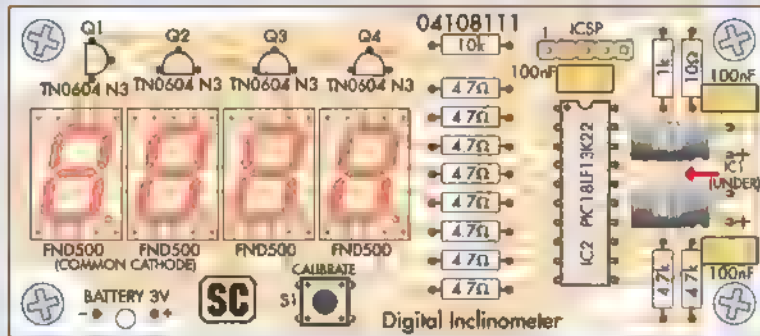 Q1
Q2
Q3
Q4
TN0604 N3
TN0604 N3
TN0604 N3
TN0604 N3
04108111
10k
4.7Ω
4.7Ω
4.7Ω
4.7Ω
4.7Ω
4.7Ω
4.7Ω
4.7Ω
1
ICSP
100nF
1k
10Ω
100nF
IC2
PIC18LF13K22
IC1
(UNDER)
4.7k
4.7k
100nF
FND500
FND500
FND500
FND500
(COMMON CATHODE)
BATTERY 3V
- +
SC
CALIBRATE
S1
Digital Inclinometer